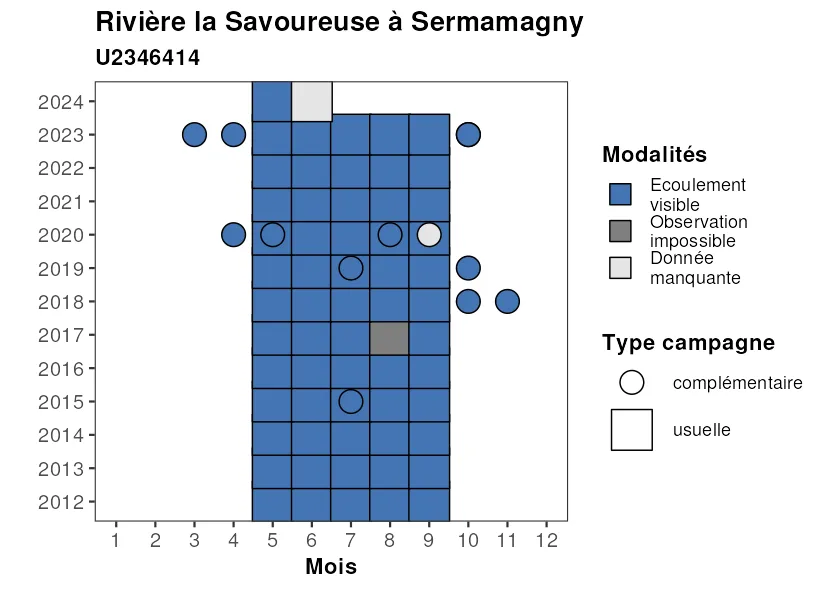 Rivière la Savoureuse à Sermamagny
U2346414
2024
2023
2022
2021
2020
2019
2018
2017
2016
2015
2014
2013
2012
1 2 3 4 5 6 7 8 9 10 11 12
Mois
Modalités
Ecoulement
visible
Observation
impossible
Donnée
manquante
Type campagne
complémentaire
usuelle